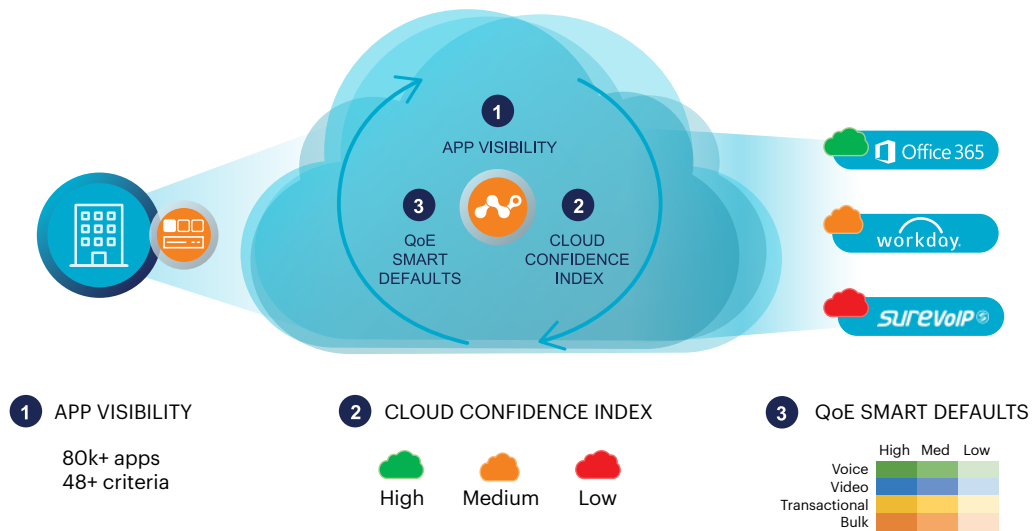 1
APP VISIBILITY
3
QoE
SMART
DEFAULTS
2
CLOUD
CONFIDENCE
INDEX
Office 365
workday.
sureVoIP
1 APP VISIBILITY
80k+ apps
48+ criteria
2 CLOUD CONFIDENCE INDEX
High Medium Low
3 QoE SMART DEFAULTS
High Med Low
Voice
Video
Transactional
Bulk